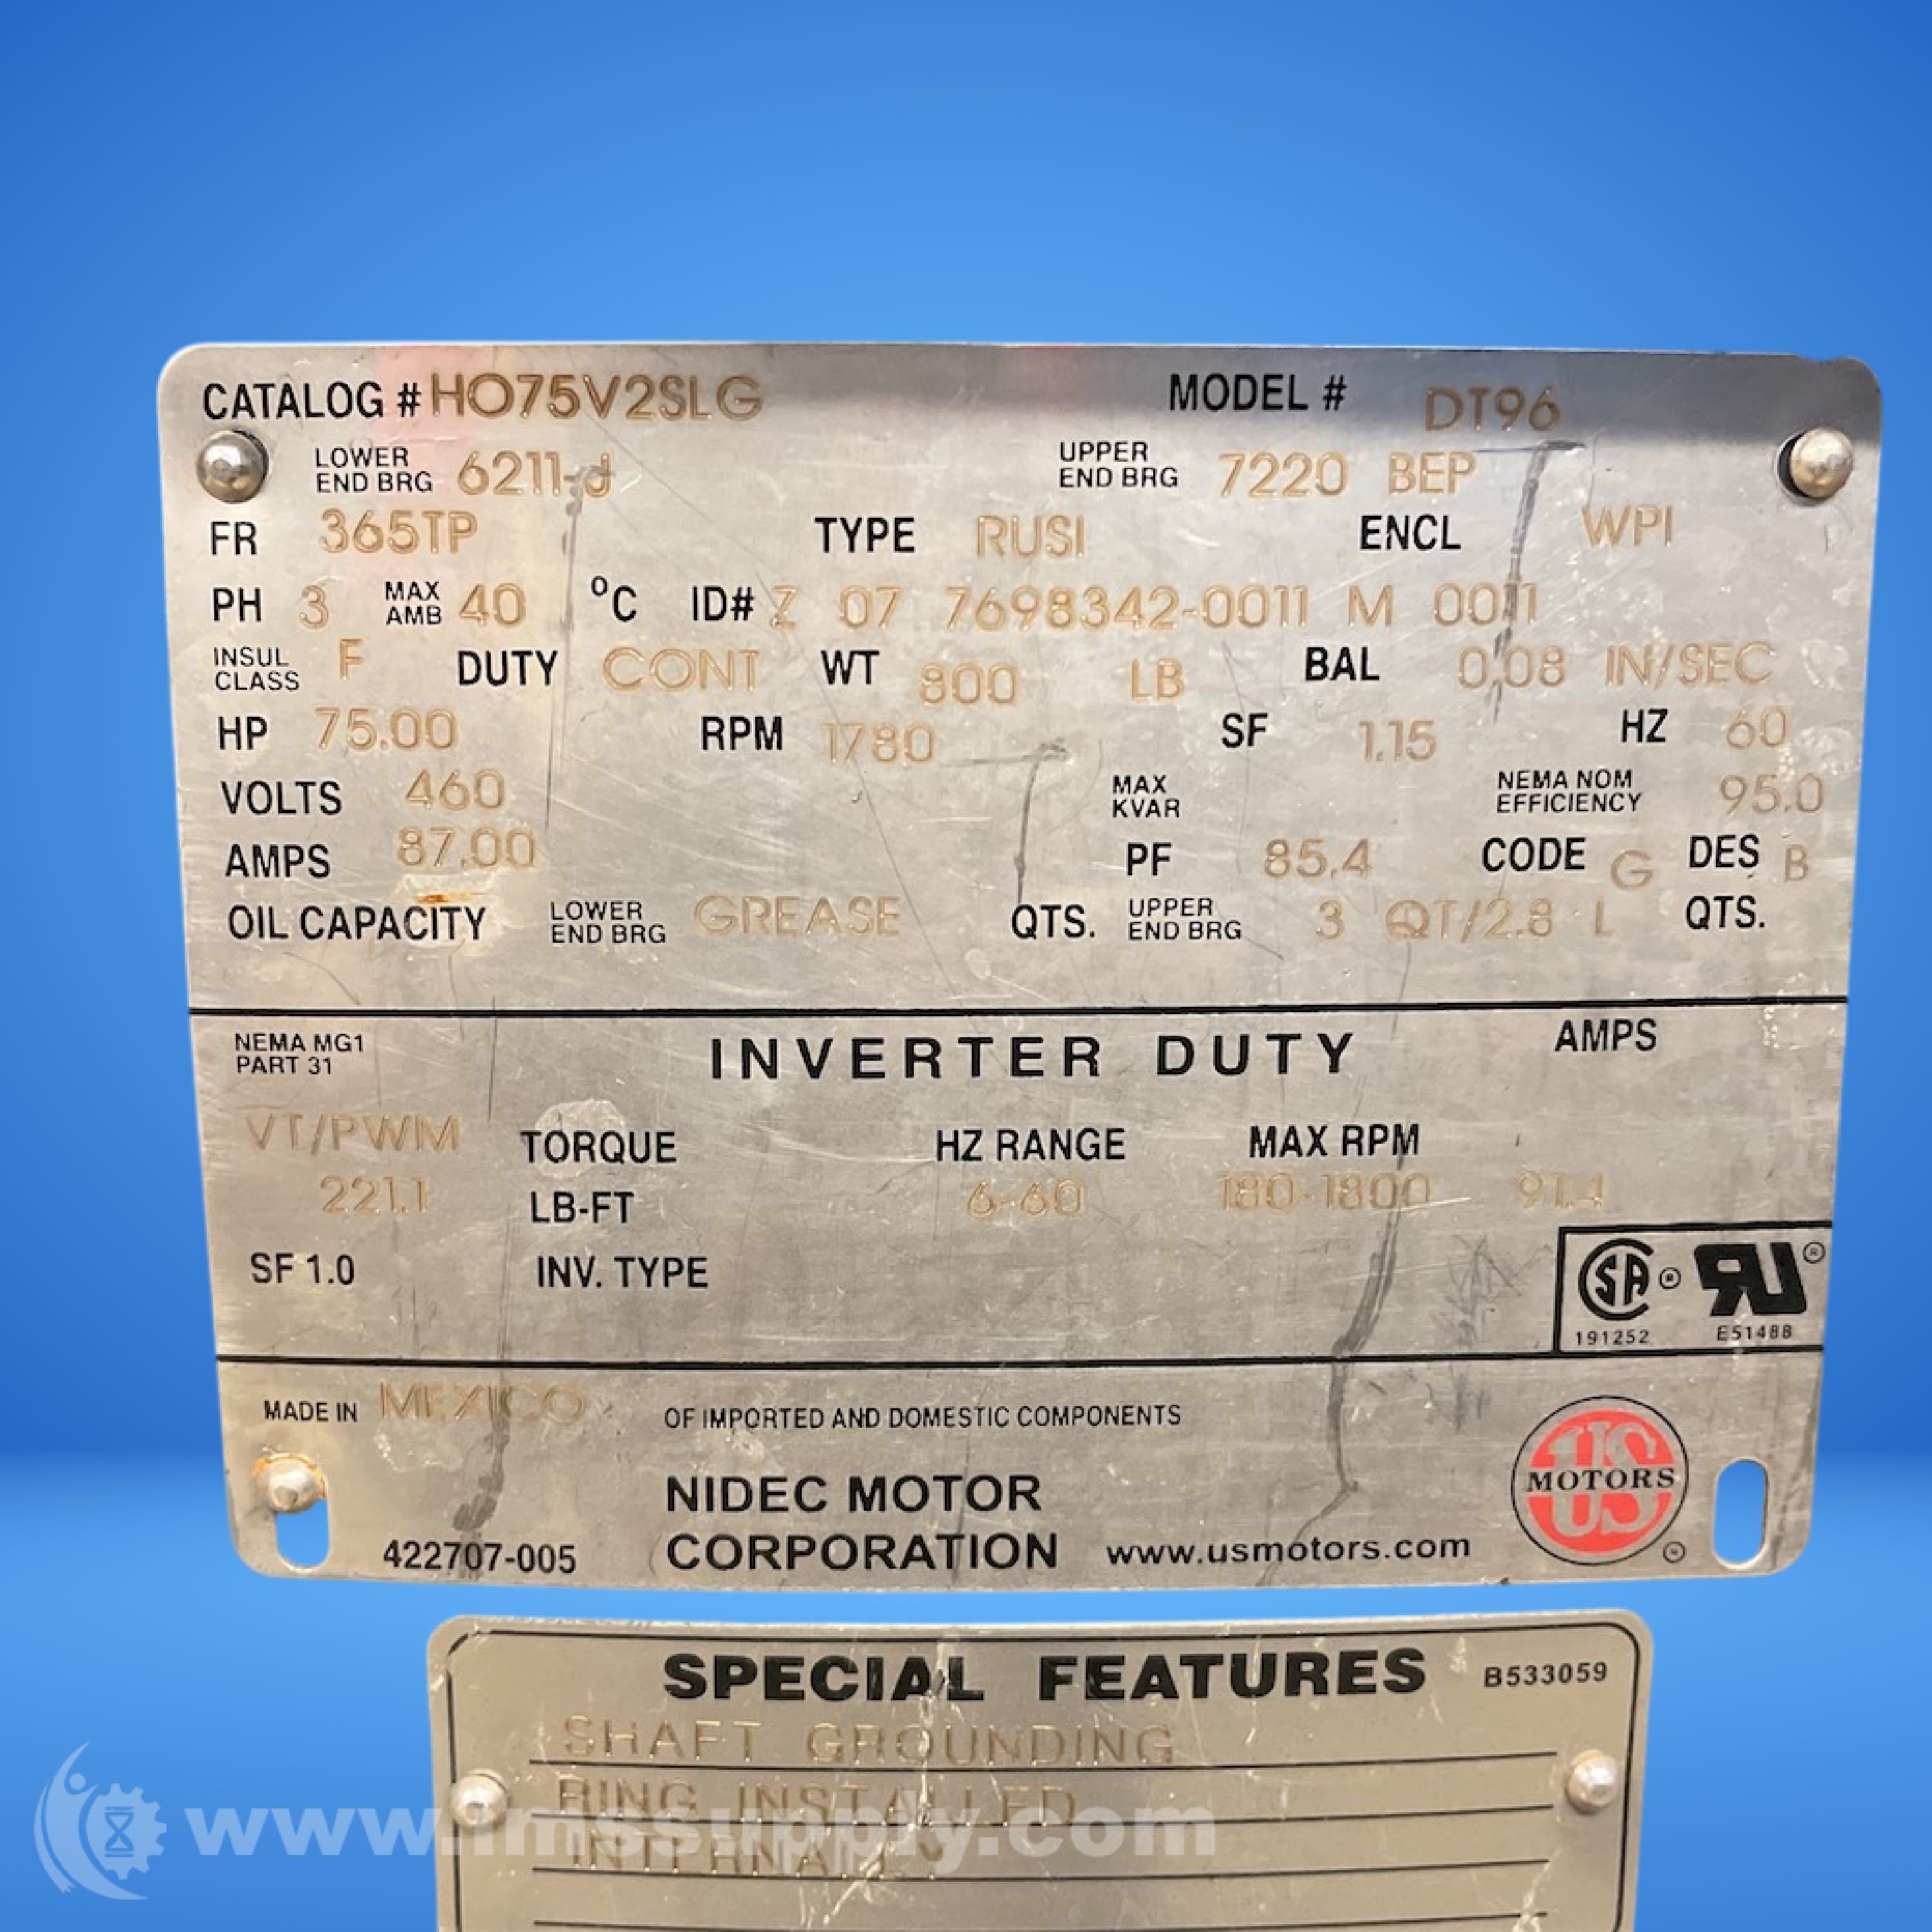 CATALOG # HO75V2SLG MODEL # DT96
LOWER END BRG 6211-J UPPER END BRG 7220 BEP
FR 365TP TYPE RUSI ENCL WPI
PH 3 MAX AMB 40 °C ID# Z 07 7698342-0011 M 0011
INSUL CLASS F DUTY CONT WT 800 LB BAL 0.08 IN/SEC
HP 75.00 RPM 1780 SF 1.15 HZ 60
VOLTS 460 MAX KVAR NEMA NOM EFFICIENCY 95.0
AMPS 87.00 PF 85.4 CODE G DES B
OIL CAPACITY LOWER END BRG GREASE QTS. UPPER END BRG 3 QT/2.8 L QTS.
NEMA MG1 PART 31 INVERTER DUTY AMPS
VT/PWM TORQUE HZ RANGE MAX RPM
221.1 LB-FT 6-60 180-1800 91.4
SF 1.0 INV. TYPE
SA ® RU ®
191252 E51488
MADE IN MEXICO OF IMPORTED AND DOMESTIC COMPONENTS
US MOTORS
NIDEC MOTOR
422707-005 CORPORATION www.usmotors.com
SPECIAL FEATURES B533059
SHAFT GROUNDING
RING INSTALLED
INTERNALLY
www.imssupply.com